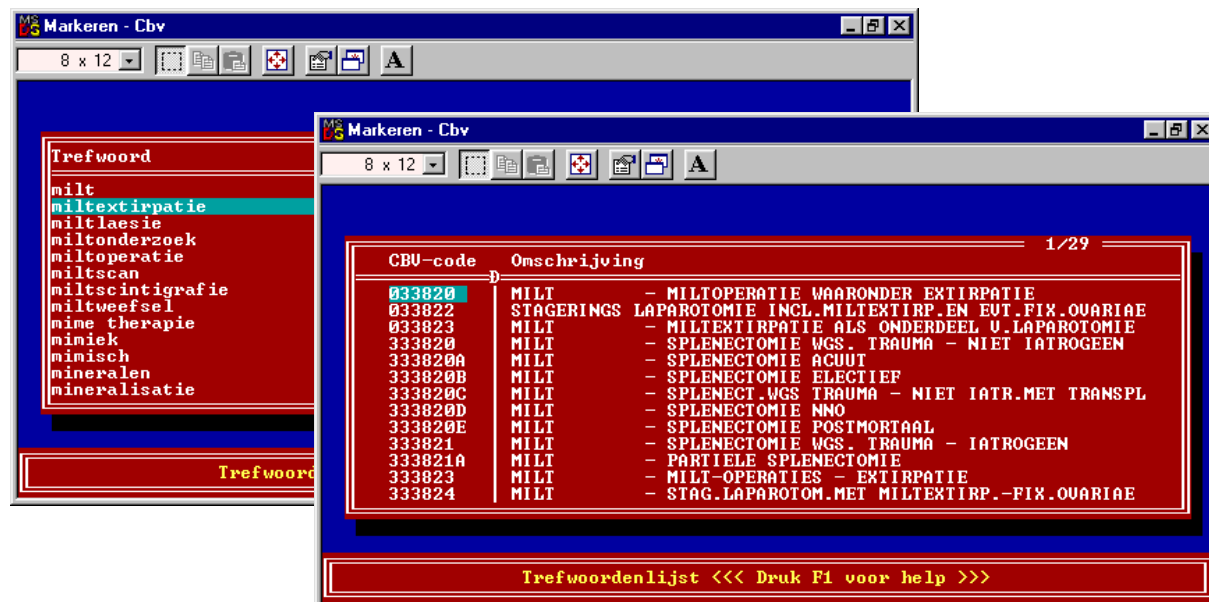 Markeren - Cbv
8 x 12
A
Trefwoord
milt
miltextirpatie
miltlaesie
miltonderzoek
miltoperatie
miltscan
miltscintigrafie
miltweefsel
mime therapie
mimiek
mimisch
mineralen
mineralisatie
Trefwoord
Markeren - Cbv
8 x 12
A
1/29
CBV-code Omschrijving
033820 MILT - MILTOPERATIE WAARONDER EXTIRPATIE
033822 STAGERINGS LAPAROTOMIE INCL.MILTEXTIRP.EN EVT.FIX.OVARIAE
033823 MILT - MILTEXTIRPATIE ALS ONDERDEEL V.LAPAROTOMIE
333820 MILT - SPLENECTOMIE WGS. TRAUMA - NIET IATROGEEN
333820A MILT - SPLENECTOMIE ACUUT
333820B MILT - SPLENECTOMIE ELECTIEF
333820C MILT - SPLENECT.WGS TRAUMA - NIET IATR.MET TRANSPL
333820D MILT - SPLENECTOMIE NNO
333820E MILT - SPLENECTOMIE POSTMORTAAL
333821 MILT - SPLENECTOMIE WGS. TRAUMA - IATROGEEN
333821A MILT - PARTIELE SPLENECTOMIE
333823 MILT - MILT-OPERATIES - EXTIRPATIE
333824 MILT - STAG.LAPAROTOM.MET MILTEXTIRP.-FIX.OVARIAE
Trefwoordenlijst <<< Druk F1 voor help >>>